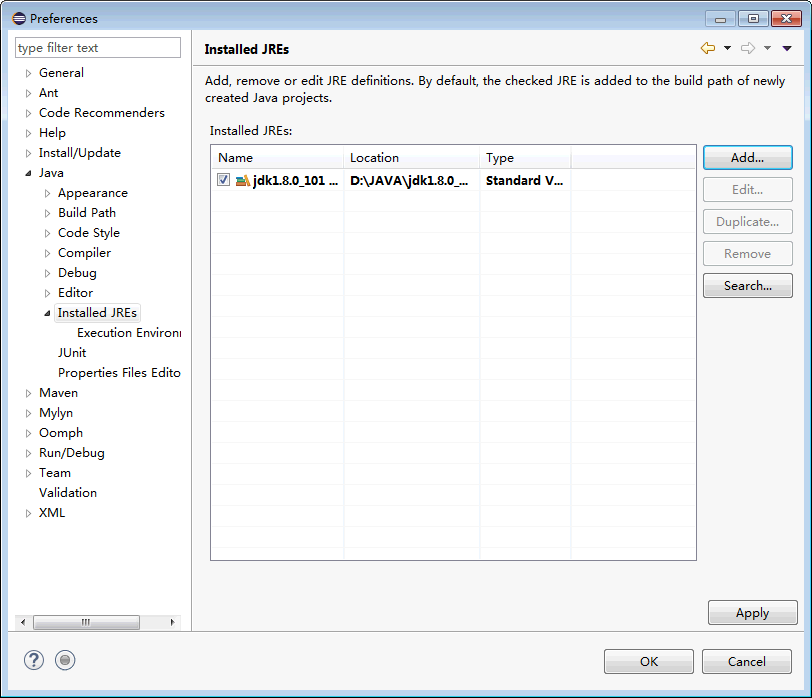 Preferences
type filter text
General
Ant
Code Recommenders
Help
Install/Update
Java
Appearance
Build Path
Code Style
Compiler
Debug
Editor
Installed JREs
Execution Environ
JUnit
Properties Files Edito
Maven
Mylyn
Oomph
Run/Debug
Team
Validation
XML
Installed JREs
Add, remove or edit JRE definitions. By default, the checked JRE is added to the build path of newly
created Java projects.
Installed JREs:
Name Location Type
jdk1.8.0_101 ... D:\JAVA\jdk1.8.0_... Standard V...
Add...
Edit...
Duplicate...
Remove
Search...
Apply
?
OK Cancel